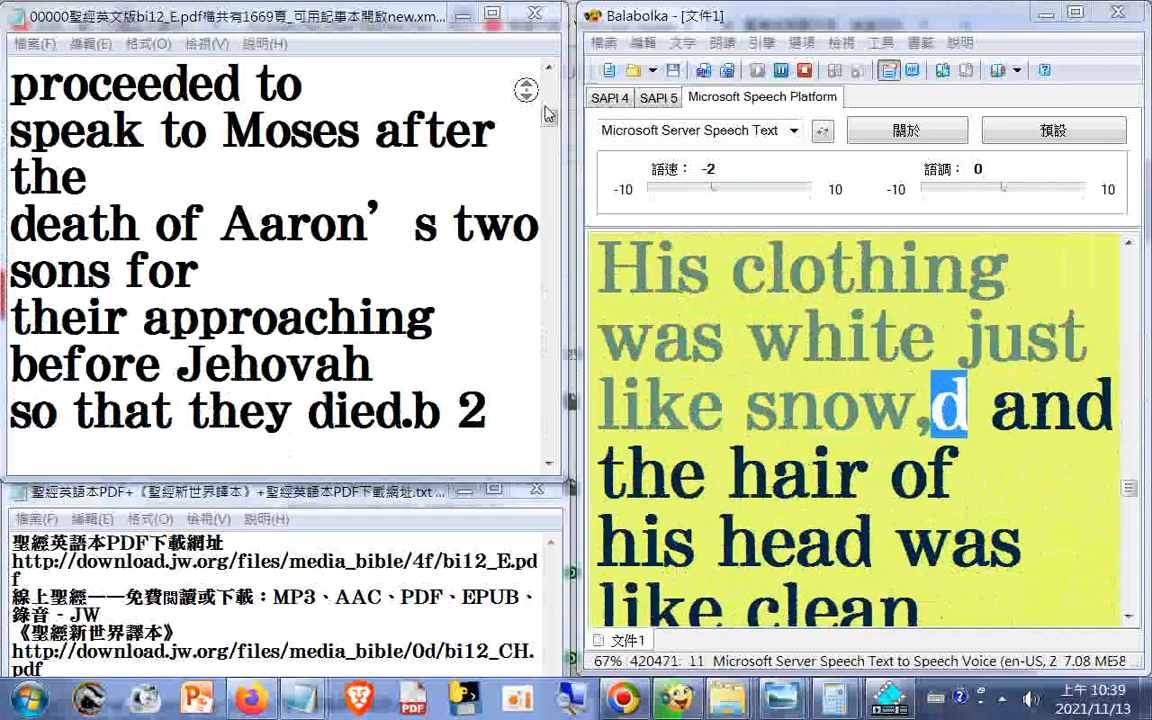 00000聖經英文版bi12_E.pdf檔共有1669頁_可用記事本開啟new.xm...
檔案(F) 編輯(E) 格式(O) 檢視(V) 說明(H)
proceeded to
speak to Moses after
the
death of Aaron’s two
sons for
their approaching
before Jehovah
so that they died.b 2
聖經英語本PDF+《聖經新世界譯本》+聖經英語本PDF下載網址.txt ...
檔案(F) 編輯(E) 格式(O) 檢視(V) 說明(H)
聖經英語本PDF下載網址
http://download.jw.org/files/media_bible/4f/bi12_E.pd
f
線上聖經——免費閱讀或下載：MP3、AAC、PDF、EPUB、
錄音 - JW
《聖經新世界譯本》
http://download.jw.org/files/media_bible/0d/bi12_CH.
pdf
Balabolka - [文件1]
檔案 編輯 文字 朗讀 引擎 選項 檢視 工具 書籤 說明
SAPI 4 SAPI 5 Microsoft Speech Platform
Microsoft Server Speech Text 關於 預設
語速： -2 語調： 0
-10 10 -10 10
His clothing
was white just
like snow,d and
the hair of
his head was
like clean
文件1
67% 420471: 11 Microsoft Server Speech Text to Speech Voice (en-US, Z 7.08 MB
上午 10:39
2021/11/13